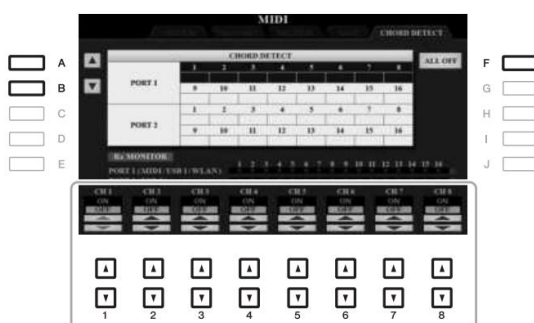 MIDI
CHORD DETECT
CHORD DETECT
ALL OFF
A
F
1 2 3 4 5 6 7 8
B
PORT 1
G
9 10 11 12 13 14 15 16
C
H
1 2 3 4 5 6 7 8
D
PORT 2
I
9 10 11 12 13 14 15 16
E
Rx MONITOR
J
PORT 1 (MIDI/USB 1/WLAN) 1 2 3 4 5 6 7 8 9 10 11 12 13 14 15 16
CH 1 CH 2 CH 3 CH 4 CH 5 CH 6 CH 7 CH 8
ON ON ON ON ON ON ON ON
OFF OFF OFF OFF OFF OFF OFF OFF
1 2 3 4 5 6 7 8